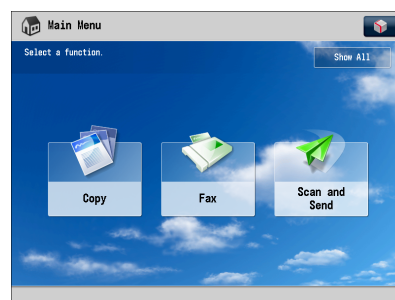 Main Menu
Select a function.
Show All
Copy
Fax
Scan and
Send